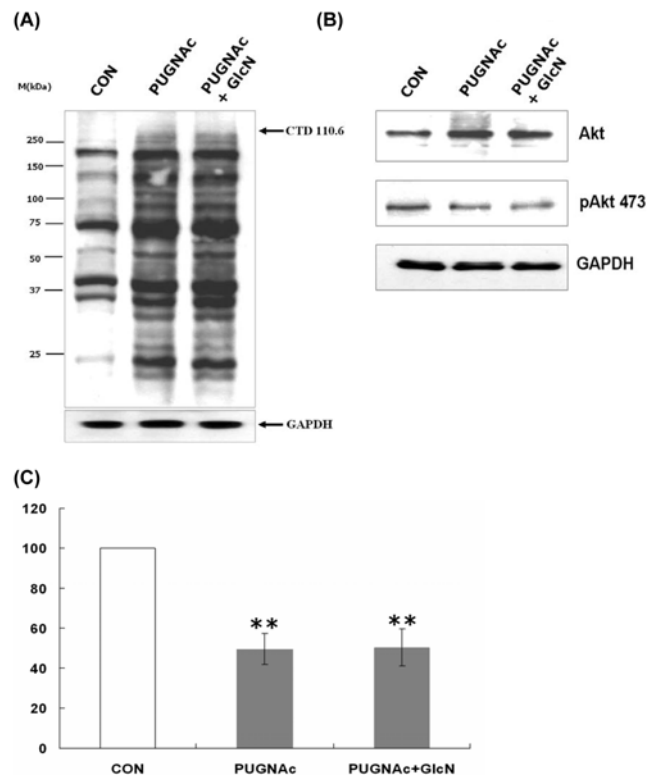 (A)
CON
PUGNAc
PUGNAc
+ GlcN
M(kDa)
250
150
100
75
50
37
25
CTD 110.6
GAPDH
(B)
CON
PUGNAc
PUGNAc
+ GlcN
Akt
pAkt 473
GAPDH
(C)
120
100
80
60
40
20
0
**
**
CON
PUGNAc
PUGNAc+GlcN